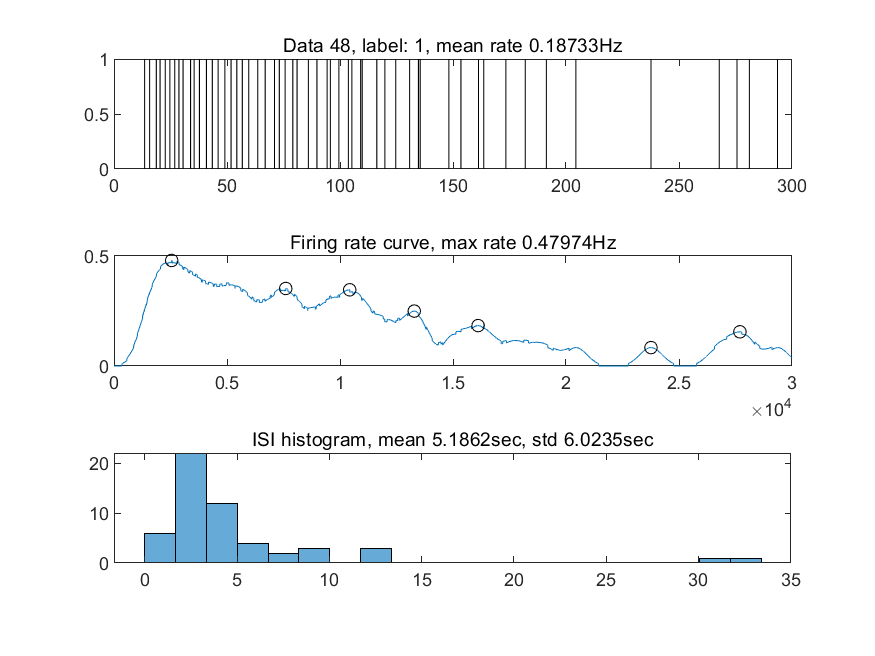 Data 48, label: 1, mean rate 0.18733Hz
1
0.5
0
0 50 100 150 200 250 300
Firing rate curve, max rate 0.47974Hz
0.5
0
0 0.5 1 1.5 2 2.5 3
×10⁴
ISI histogram, mean 5.1862sec, std 6.0235sec
20
10
0
0 5 10 15 20 25 30 35